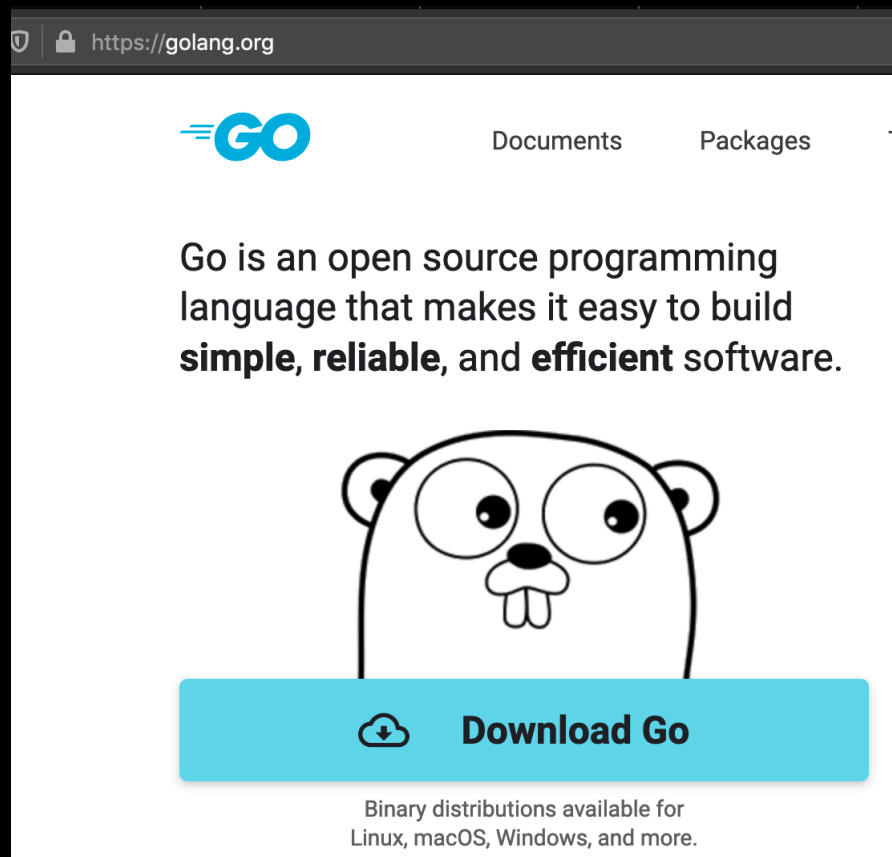 https://golang.org
GO
Documents
Packages
Go is an open source programming
language that makes it easy to build
simple, reliable, and efficient software.
Download Go
Binary distributions available for
Linux, macOS, Windows, and more.